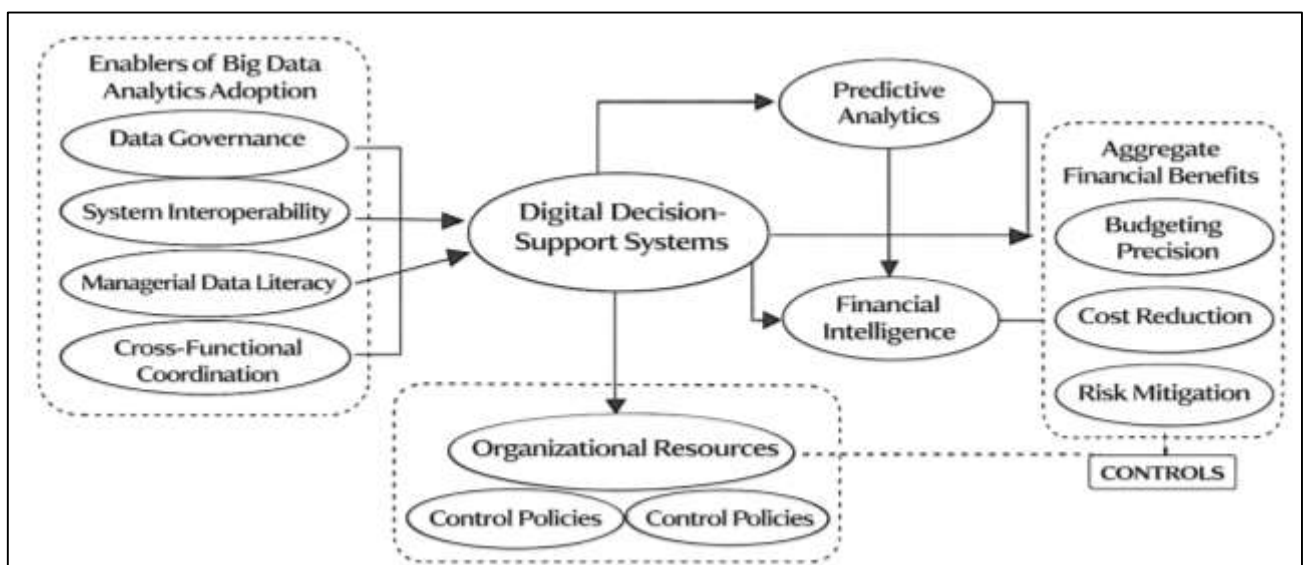 Enablers of Big Data
Analytics Adoption
Data Governance
System Interoperability
Managerial Data Literacy
Cross-Functional
Coordination
Digital Decision-
Support Systems
Predictive
Analytics
Financial
Intelligence
Organizational Resources
Control Policies
Control Policies
Aggregate
Financial Benefits
Budgeting
Precision
Cost Reduction
Risk Mitigation
CONTROLS